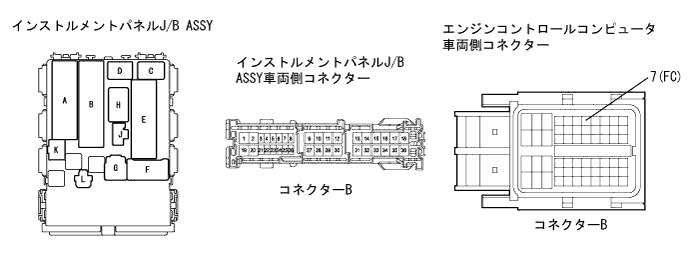 インストルメントパネルJ/B ASSY
A
B
C
D
E
F
G
H
J
K
L
インストルメントパネルJ/B
ASSY車両側コネクター
1 2 3 4 5 6 7 8 9 10 11 12 13 14 15 16 17 18
19 20 21 22 23 24 25 26 27 28 29 30 31 32 33 34 35 36
コネクターB
エンジンコントロールコンピュータ
車両側コネクター
7(FC)
コネクターB